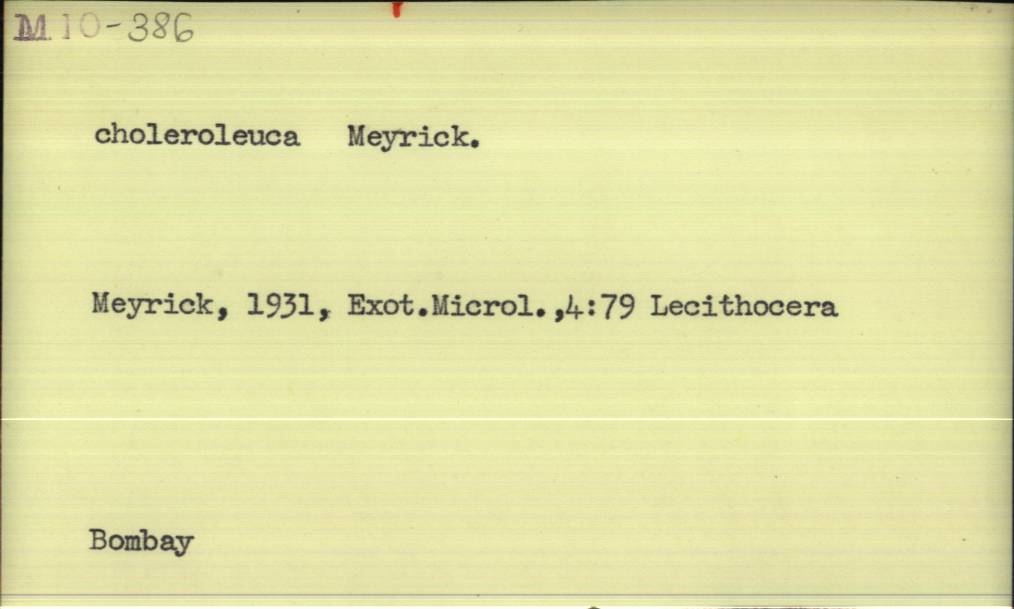 M 10-386
choleroleuca Meyrick.
Meyrick, 1931, Exot.Microl.,4:79 Lecithocera
Bombay